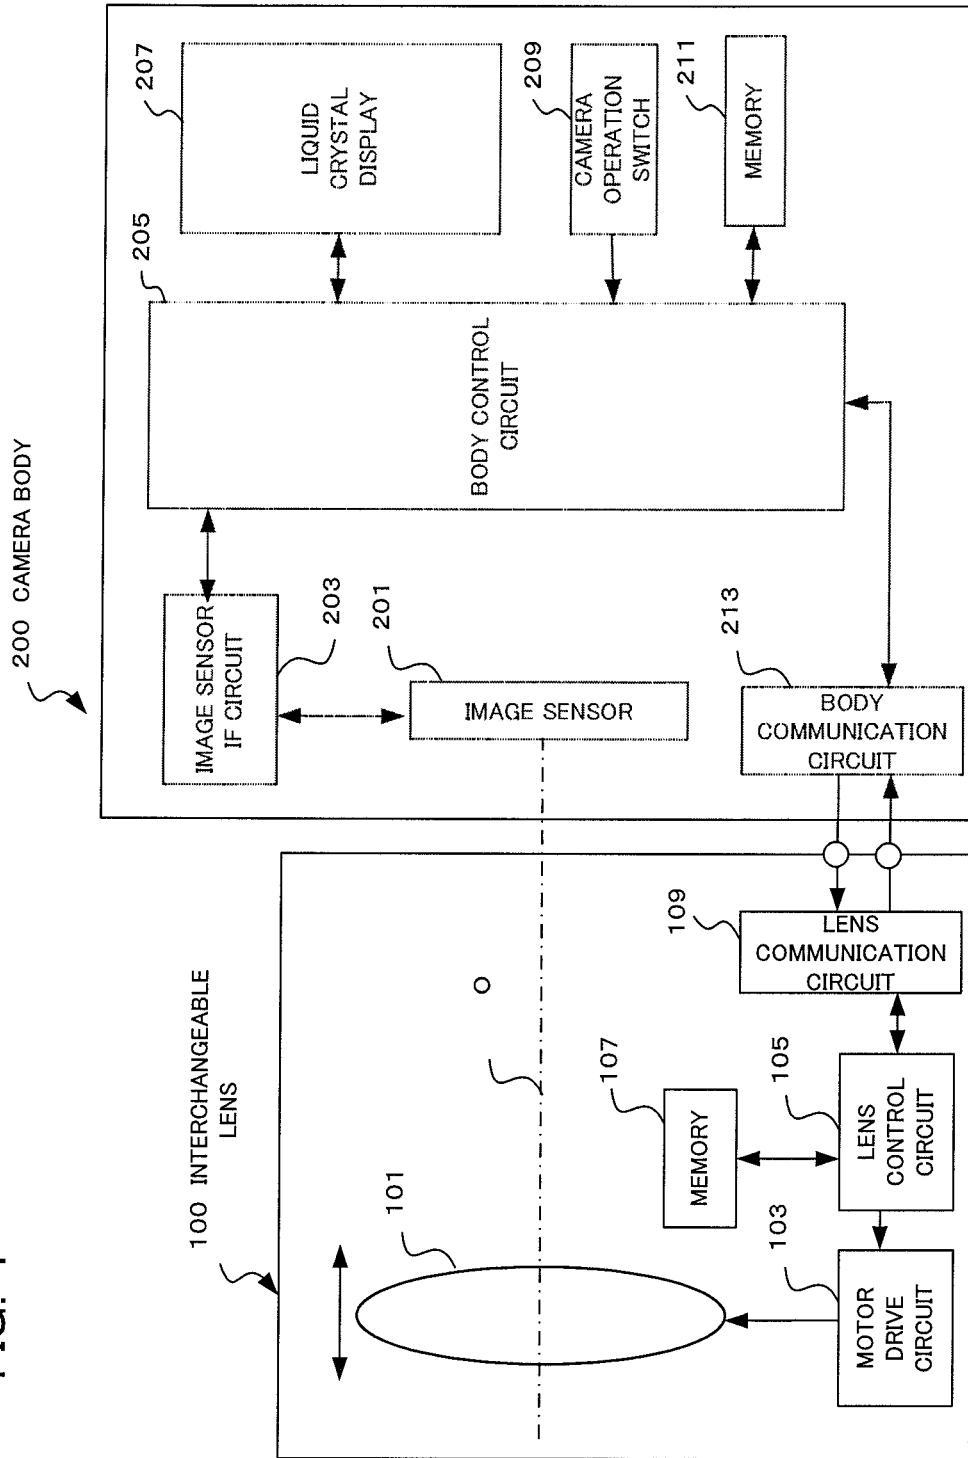 200 CAMERA BODY
100 INTERCHANGEABLE
LENS
101
O
MOTOR
DRIVE
CIRCUIT
103
LENS
CONTROL
CIRCUIT
105
MEMORY
107
LENS
COMMUNICATION
CIRCUIT
109
IMAGE SENSOR
201
IMAGE SENSOR
IF CIRCUIT
203
BODY CONTROL
CIRCUIT
205
LIQUID
CRYSTAL
DISPLAY
207
CAMERA
OPERATION
SWITCH
209
MEMORY
211
BODY
COMMUNICATION
CIRCUIT
213